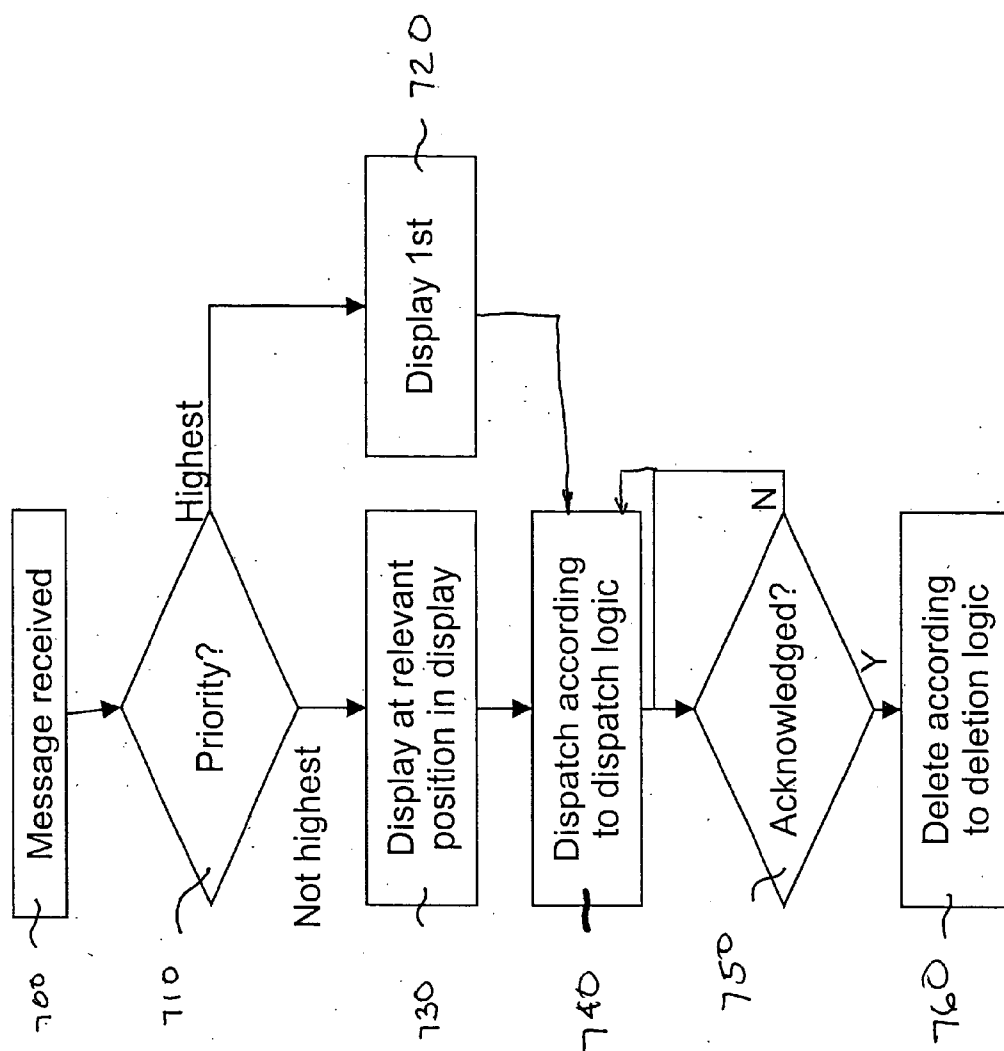 700
Message received
710
Priority?
Highest
Not highest
Display 1st
720
730
Display at relevant
position in display
740
Dispatch according
to dispatch logic
750
Acknowledged?
N
Y
760
Delete according
to deletion logic